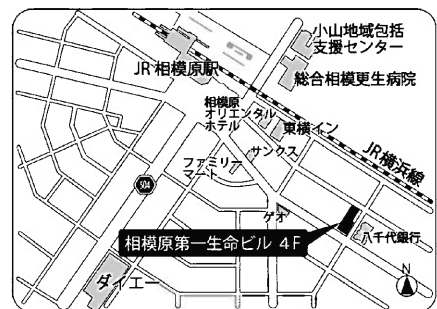 小山地域包括
支援センター
JR 相模原駅
総合相模更生病院
相模原
オリエンタル
ホテル
東横イン
サンクス
JR横浜線
ファミリー
マート
504
ゲオ
八千代銀行
相模原第一生命ビル 4F
ダイエー
N